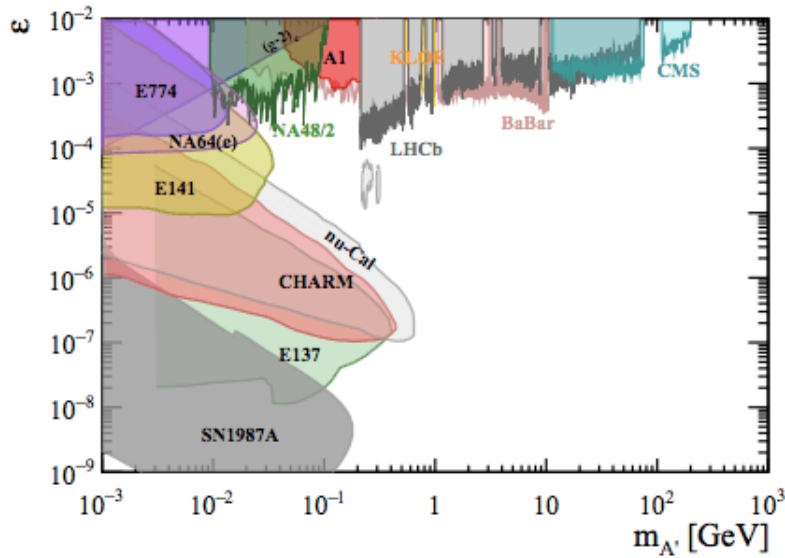 ε
10⁻²
10⁻³
10⁻⁴
10⁻⁵
10⁻⁶
10⁻⁷
10⁻⁸
10⁻⁹
(g-2)ₑ
A1
KLOE
CMS
E774
NA64(e)
NA48/2
BaBar
LHCb
E141
nu-Cal
CHARM
E137
SN1987A
10⁻³ 10⁻² 10⁻¹ 1 10 10² 10³
m_A' [GeV]